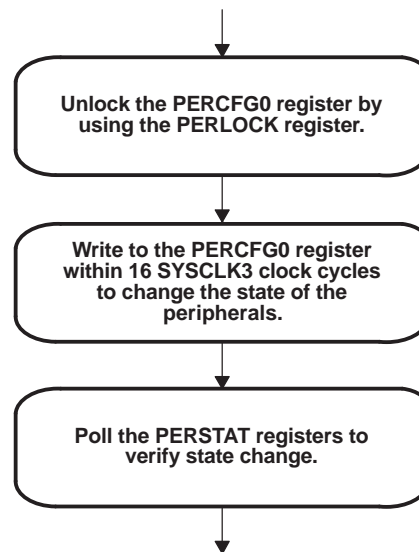 Unlock the PERCFG0 register by
using the PERLOCK register.
Write to the PERCFG0 register
within 16 SYSCLK3 clock cycles
to change the state of the
peripherals.
Poll the PERSTAT registers to
verify state change.